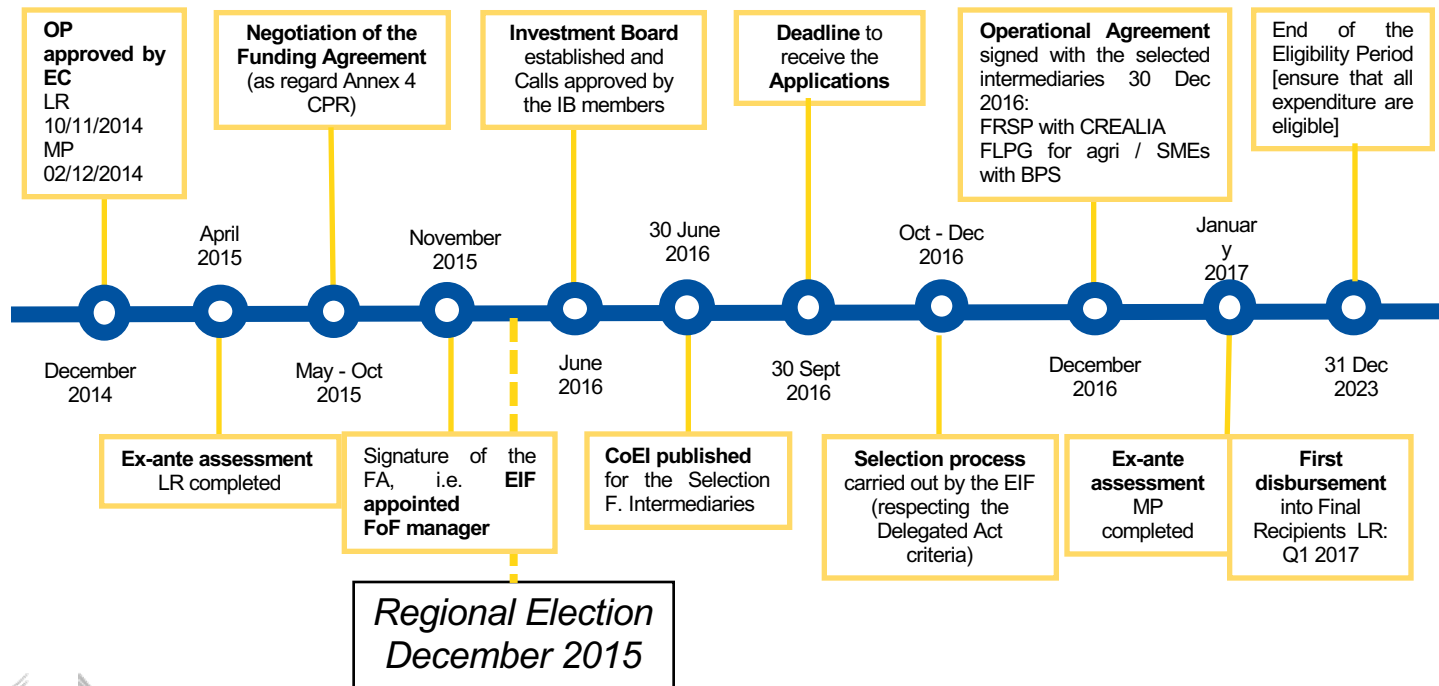 OP
approved by
EC
LR
10/11/2014
MP
02/12/2014
Negotiation of the
Funding Agreement
(as regard Annex 4
CPR)
Investment Board
established and
Calls approved by
the IB members
Deadline to
receive the
Applications
Operational Agreement
signed with the selected
intermediaries 30 Dec
2016:
FRSP with CREALIA
FLPG for agri / SMEs
with BPS
End of the
Eligibility Period
[ensure that all
expenditure are
eligible]
April
2015
November
2015
30 June
2016
Oct - Dec
2016
Januar
y
2017
December
2014
May - Oct
2015
June
2016
30 Sept
2016
December
2016
31 Dec
2023
Ex-ante assessment
LR completed
Signature of the
FA, i.e. EIF
appointed
FoF manager
CoEI published
for the Selection
F. Intermediaries
Selection process
carried out by the EIF
(respecting the
Delegated Act
criteria)
Ex-ante
assessment
MP
completed
First
disbursement
into Final
Recipients LR:
Q1 2017
Regional Election
December 2015